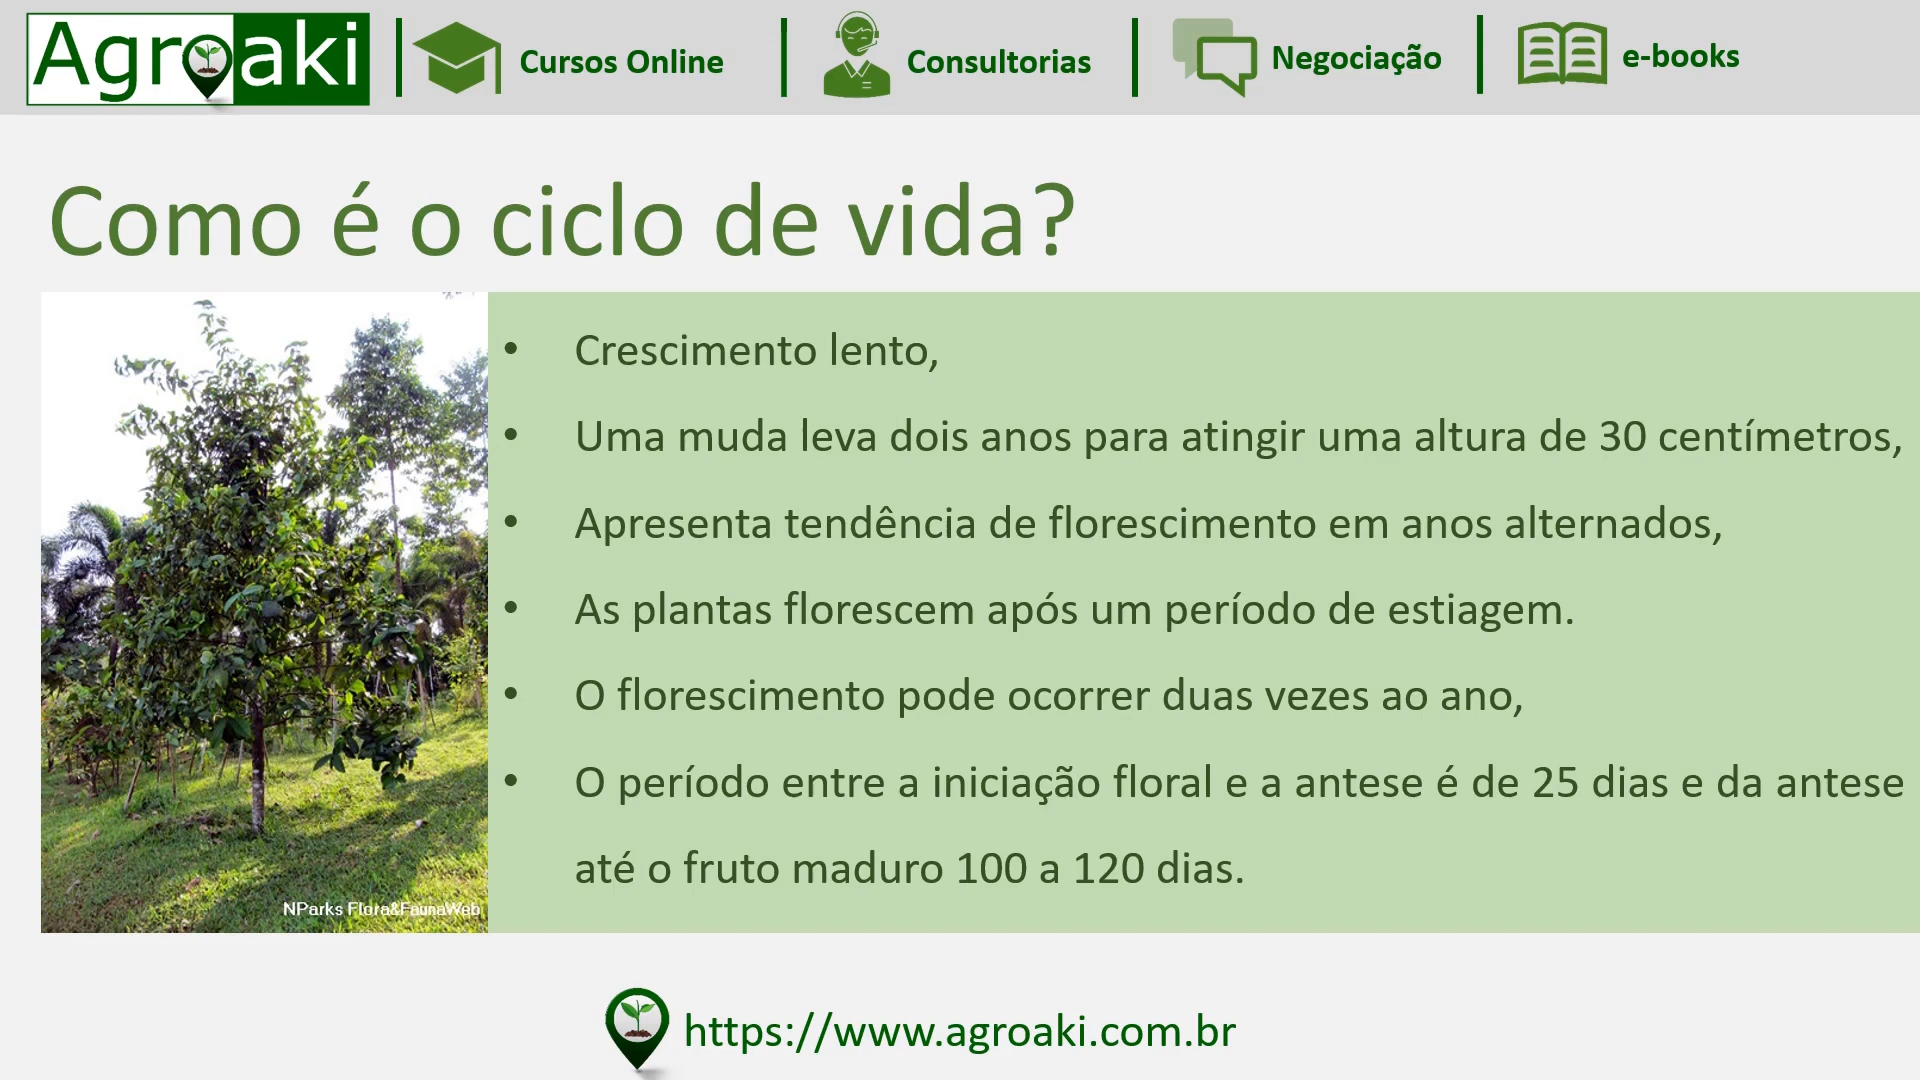 Agroaki
Cursos Online
Consultorias
Negociação
e-books
Como é o ciclo de vida?
• Crescimento lento,
• Uma muda leva dois anos para atingir uma altura de 30 centímetros,
• Apresenta tendência de florescimento em anos alternados,
• As plantas florescem após um período de estiagem.
• O florescimento pode ocorrer duas vezes ao ano,
• O período entre a iniciação floral e a antese é de 25 dias e da antese
até o fruto maduro 100 a 120 dias.
NParks Flora&FaunaWeb
https://www.agroaki.com.br